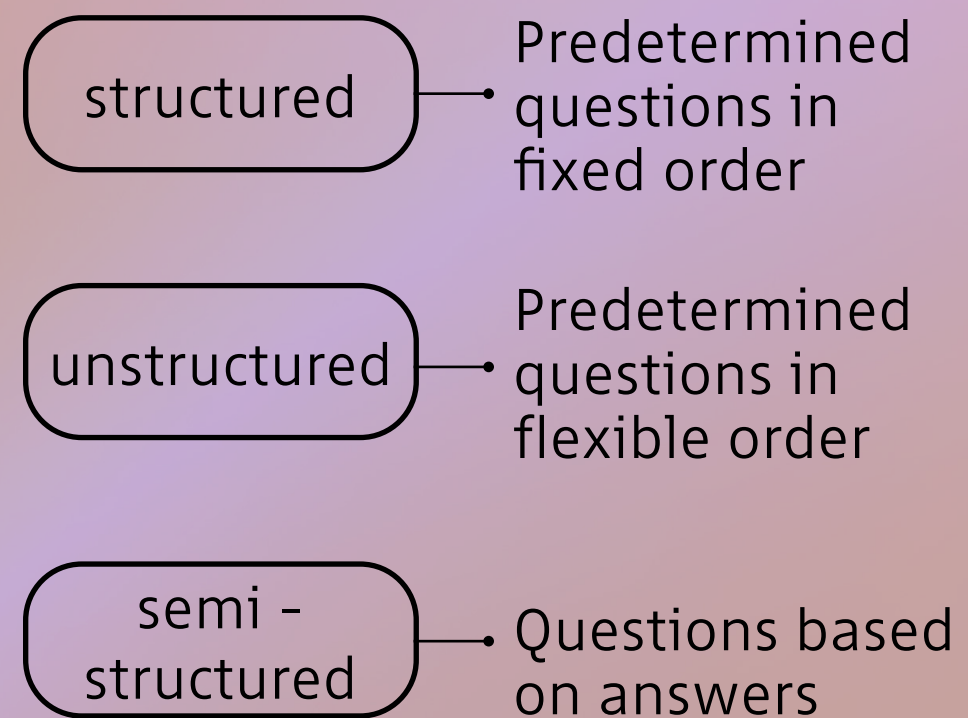 structured
Predetermined
questions in
fixed order
unstructured
Predetermined
questions in
flexible order
semi -
structured
Questions based
on answers